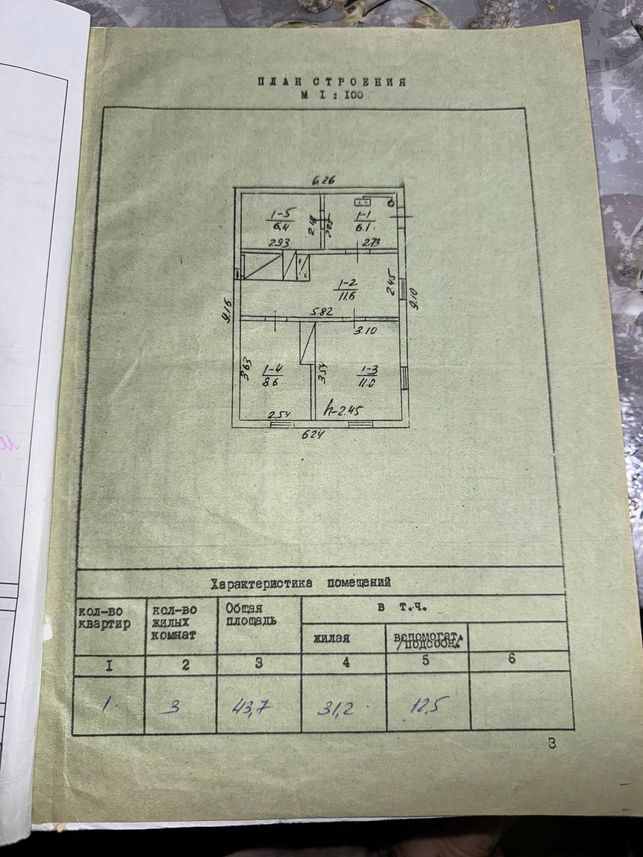 ПЛАН СТРОЕНИЯ
М I : 100
6.26
1-5
6.4
2.93
2.18
1-1
6.1
2.73
1-2
11.6
5.82
2.45
9.16
9.10
3.10
1-4
8.6
3.63
2.54
1-3
11.0
3.54
h-2.45
6.24
Характеристика помещений
кол-во квартир
кол-во жилых комнат
Общая площадь
в т.ч.
жилая
вспомогат. /подсобн.
I 2 3 4 5 6
1 3 43,7 31,2 12,5
3